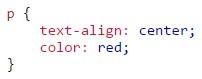 p {
    text-align: center;
    color: red;
}